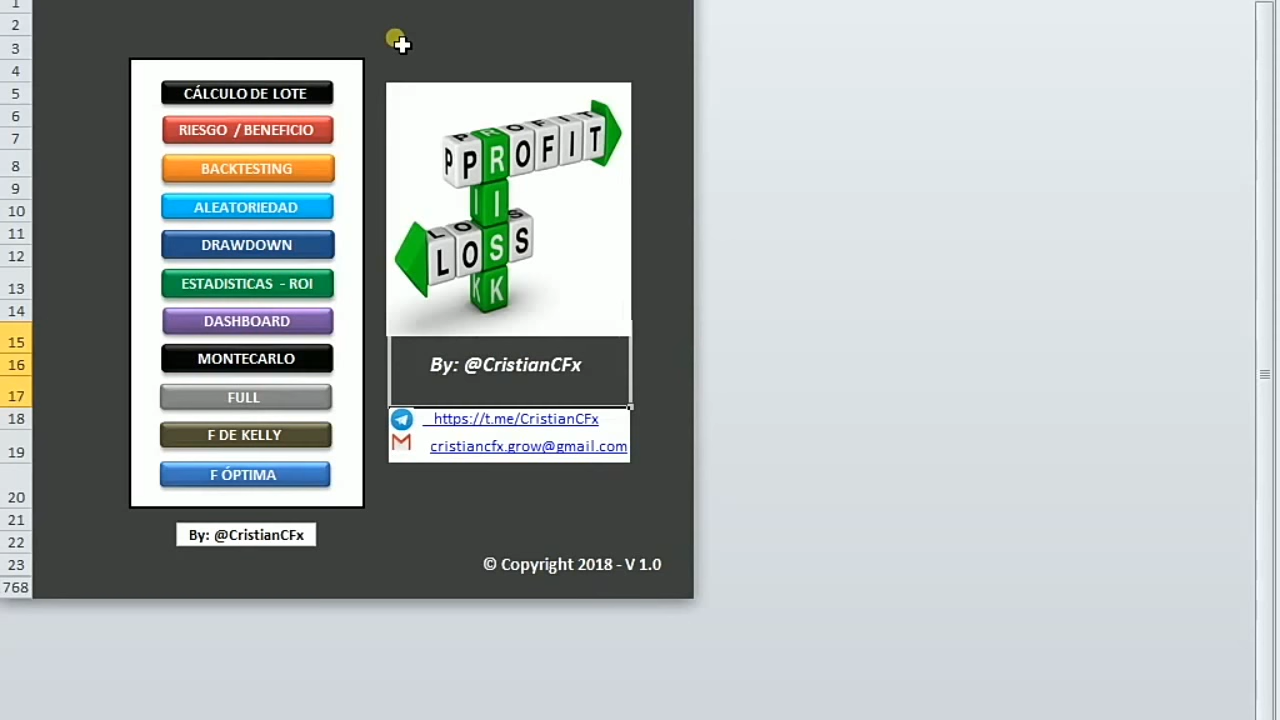 1
2
3
4
5
6
7
8
9
10
11
12
13
14
15
16
17
18
19
20
21
22
23
768
CÁLCULO DE LOTE
RIESGO / BENEFICIO
BACKTESTING
ALEATORIEDAD
DRAWDOWN
ESTADISTICAS - ROI
DASHBOARD
MONTECARLO
FULL
F DE KELLY
F ÓPTIMA
By: @CristianCFx
PROFIT
RISK
LOSS
By: @CristianCFx
https://t.me/CristianCFx
cristiancfx.grow@gmail.com
© Copyright 2018 - V 1.0